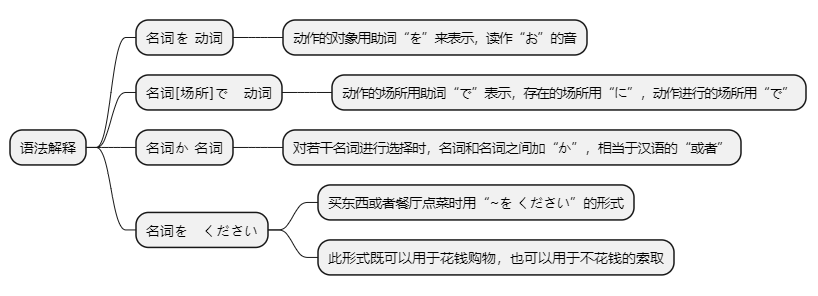 语法解释
名词を 动词
动作的对象用助词“を”来表示，读作“お”的音
名词[场所]で　动词
动作的场所用助词“で”表示，存在的场所用“に”，动作进行的场所用“で”
名词か 名词
对若干名词进行选择时，名词和名词之间加“か”，相当于汉语的“或者”
名词を　ください
买东西或者餐厅点菜时用“~を ください”的形式
此形式既可以用于花钱购物，也可以用于不花钱的索取